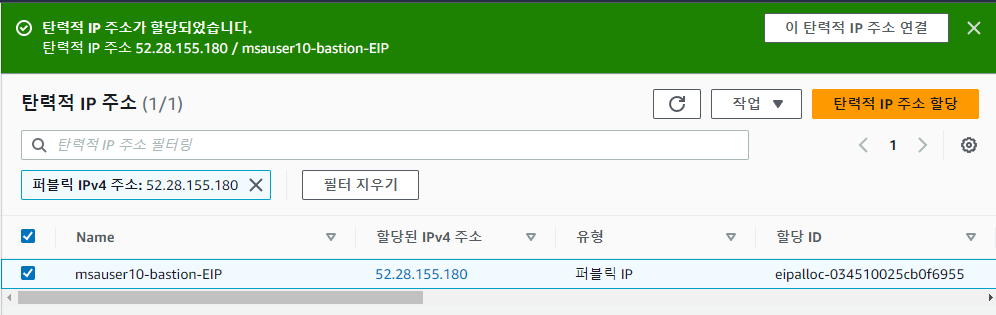 탄력적 IP 주소가 할당되었습니다.
탄력적 IP 주소 52.28.155.180 / msauser10-bastion-EIP
이 탄력적 IP 주소 연결
탄력적 IP 주소 (1/1)
작업
탄력적 IP 주소 할당
탄력적 IP 주소 필터링
1
퍼블릭 IPv4 주소: 52.28.155.180
필터 지우기
Name 할당된 IPv4 주소 유형 할당 ID
msauser10-bastion-EIP 52.28.155.180 퍼블릭 IP eipalloc-034510025cb0f6955